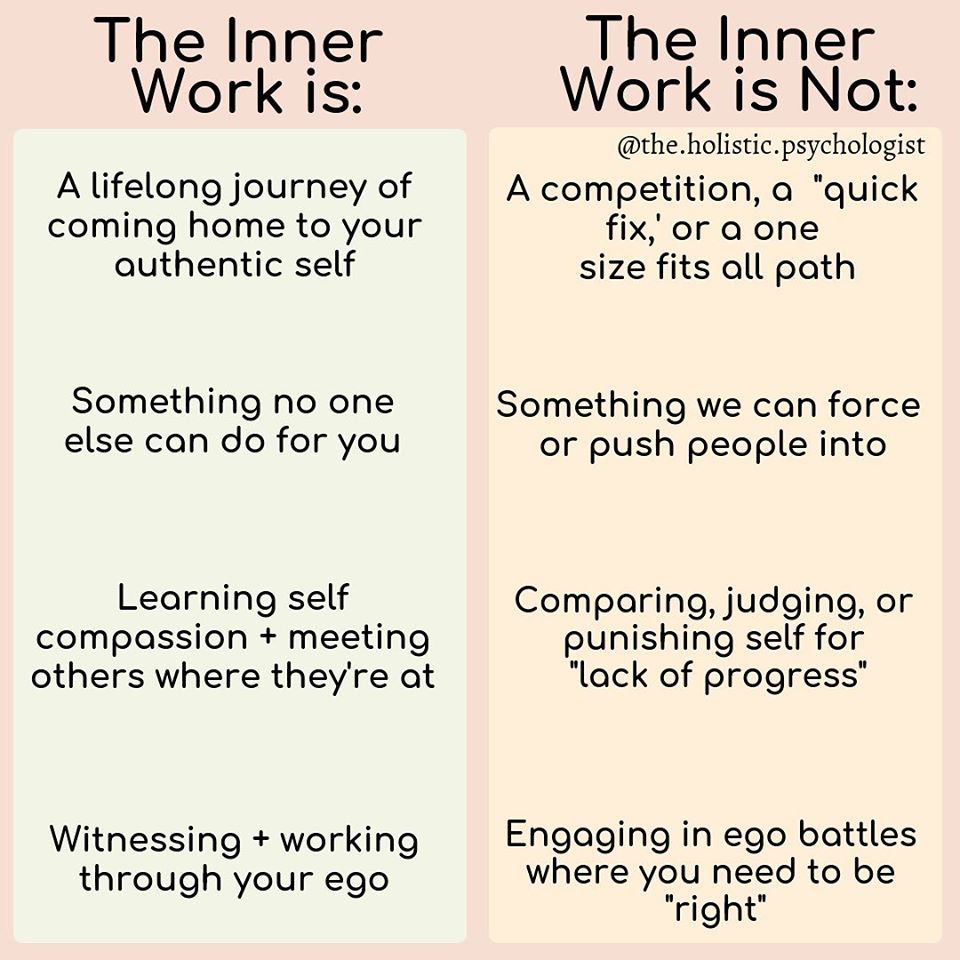 The Inner
Work is:
A lifelong journey of
coming home to your
authentic self
Something no one
else can do for you
Learning self
compassion + meeting
others where they're at
Witnessing + working
through your ego
The Inner
Work is Not:
@the.holistic.psychologist
A competition, a "quick
fix,' or a one
size fits all path
Something we can force
or push people into
Comparing, judging, or
punishing self for
"lack of progress"
Engaging in ego battles
where you need to be
"right"